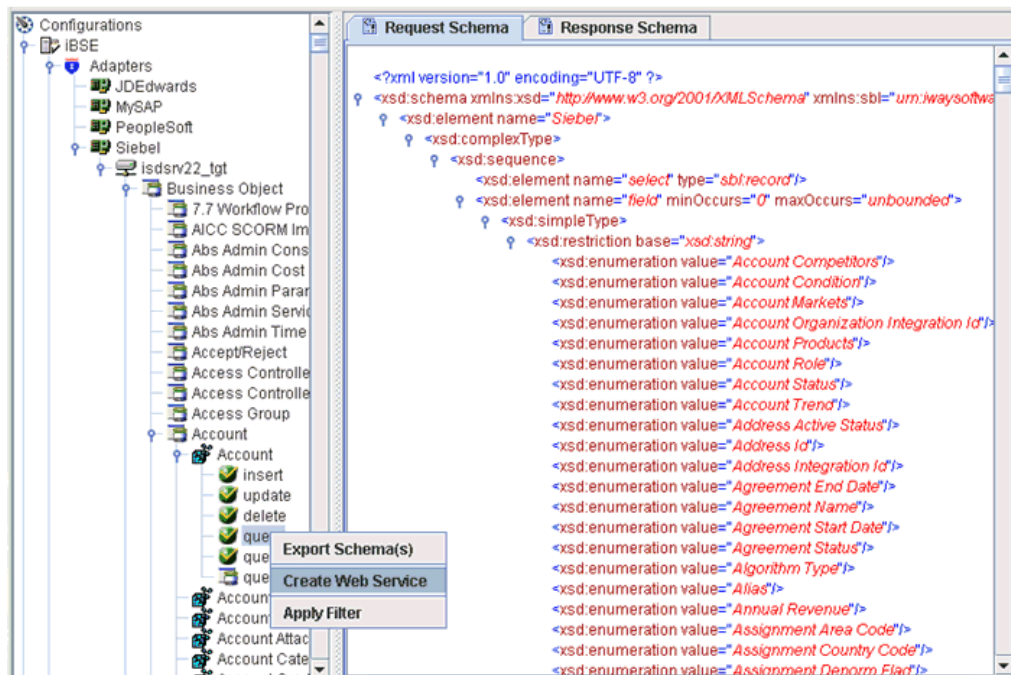 Configurations
iBSE
Adapters
JDEdwards
MySAP
PeopleSoft
Siebel
isdsrv22_tgt
Business Object
7.7 Workflow Pro
AICC SCORM Im
Abs Admin Cons
Abs Admin Cost
Abs Admin Parar
Abs Admin Servic
Abs Admin Time
Accept/Reject
Access Controlle
Access Controlle
Access Group
Account
Account
insert
update
delete
que
que
que
Accoun
Accoun
Account Attac
Account Cate
Export Schema(s)
Create Web Service
Apply Filter
Request Schema
Response Schema
<?xml version="1.0" encoding="UTF-8" ?>
<xsd:schema xmlns:xsd="http://www.w3.org/2001/XMLSchema" xmlns:sbl="urn:iwaysoftwa
<xsd:element name="Siebel">
<xsd:complexType>
<xsd:sequence>
<xsd:element name="select" type="sbl:record"/>
<xsd:element name="field" minOccurs="0" maxOccurs="unbounded">
<xsd:simpleType>
<xsd:restriction base="xsd:string">
<xsd:enumeration value="Account Competitors"/>
<xsd:enumeration value="Account Condition"/>
<xsd:enumeration value="Account Markets"/>
<xsd:enumeration value="Account Organization Integration Id"/>
<xsd:enumeration value="Account Products"/>
<xsd:enumeration value="Account Role"/>
<xsd:enumeration value="Account Status"/>
<xsd:enumeration value="Account Trend"/>
<xsd:enumeration value="Address Active Status"/>
<xsd:enumeration value="Address Id"/>
<xsd:enumeration value="Address Integration Id"/>
<xsd:enumeration value="Agreement End Date"/>
<xsd:enumeration value="Agreement Name"/>
<xsd:enumeration value="Agreement Start Date"/>
<xsd:enumeration value="Agreement Status"/>
<xsd:enumeration value="Algorithm Type"/>
<xsd:enumeration value="Alias"/>
<xsd:enumeration value="Annual Revenue"/>
<xsd:enumeration value="Assignment Area Code"/>
<xsd:enumeration value="Assignment Country Code"/>
<xsd:enumeration value="Assignment Denorm Flag"/>